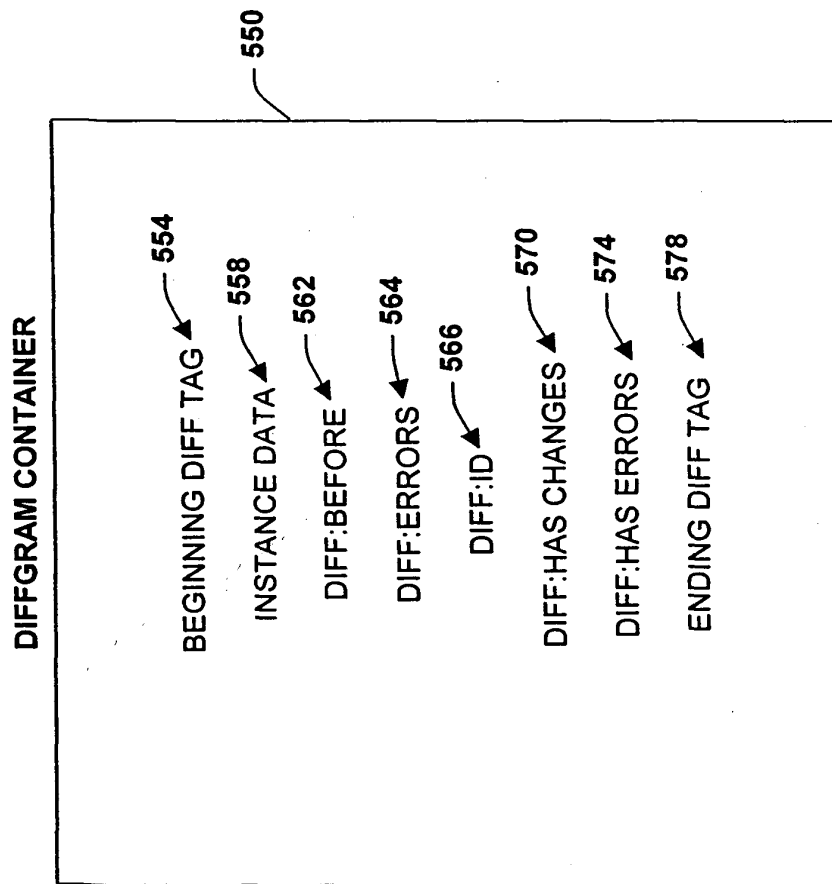 DIFFGRAM CONTAINER
550
BEGINNING DIFF TAG 554
INSTANCE DATA 558
DIFF:BEFORE 562
DIFF:ERRORS 564
DIFF:ID 566
DIFF:HAS CHANGES 570
DIFF:HAS ERRORS 574
ENDING DIFF TAG 578